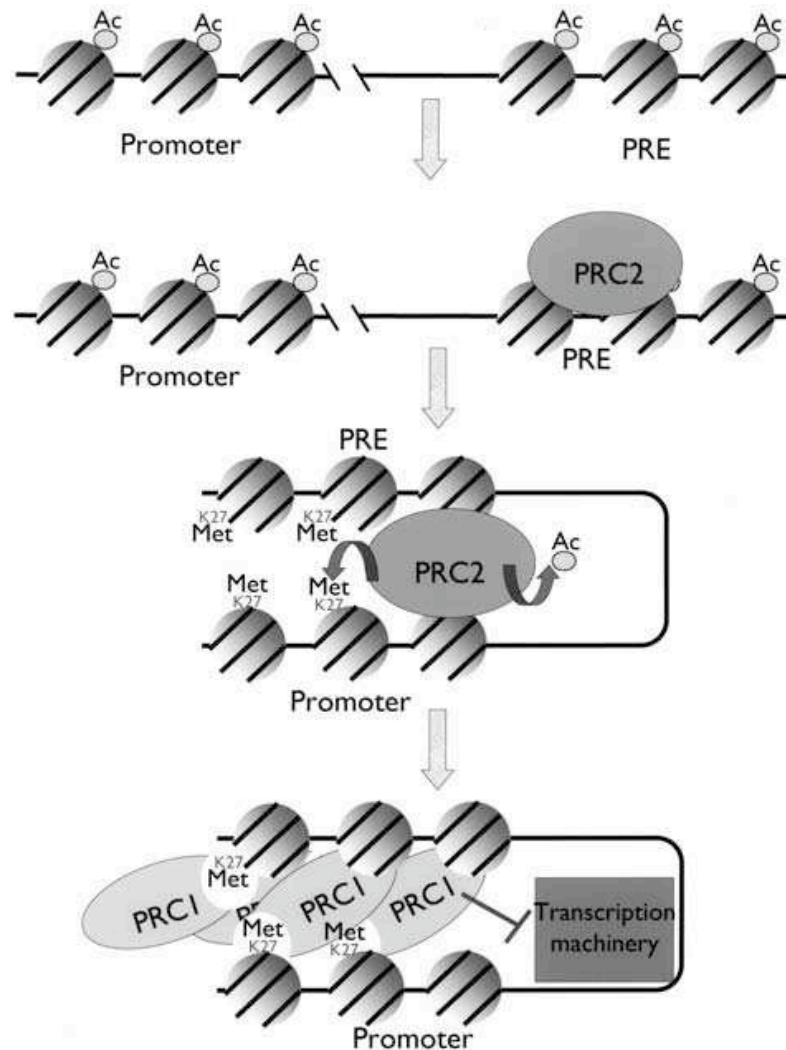 Ac Ac Ac Ac Ac Ac
Promoter PRE
PRC2
Ac Ac Ac Ac
Promoter PRE
PRE
K27 K27
Met Met
PRC2 Ac
Met Met
K27 K27
Promoter
K27
Met
PRC1 PRC1 PRC1
Met Met
K27 K27
Transcription
machinery
Promoter